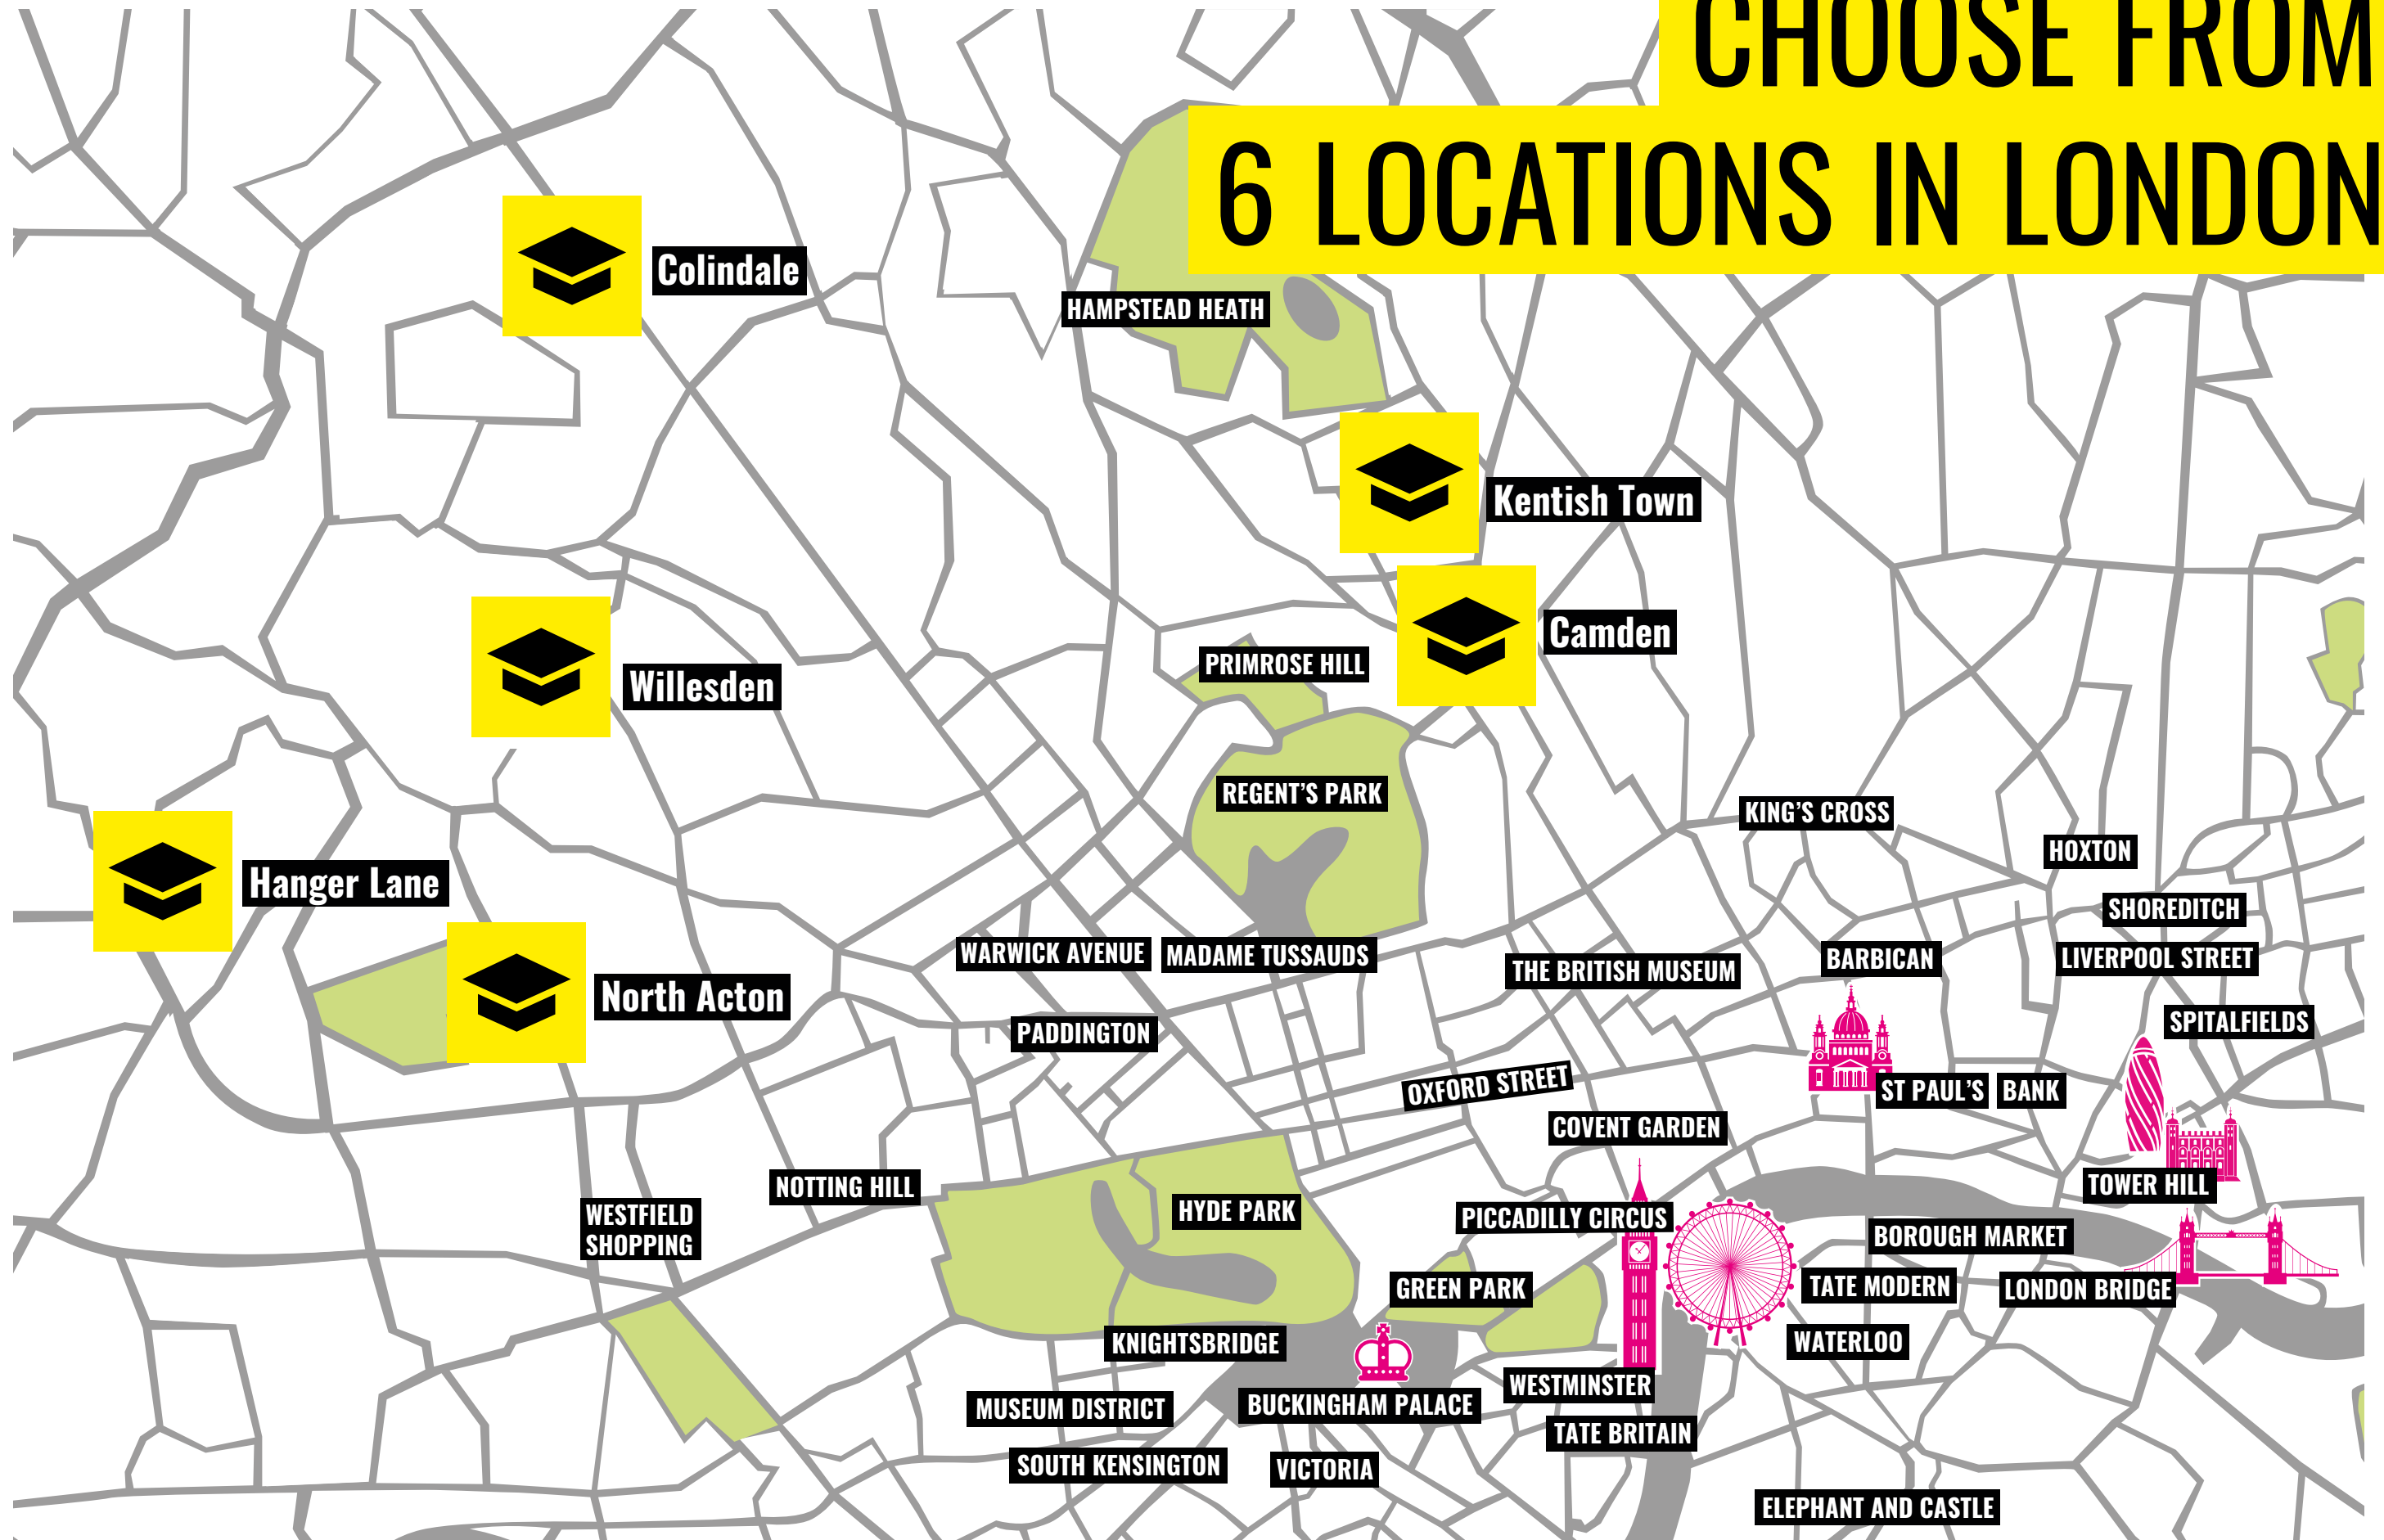 CHOOSE FROM
6 LOCATIONS IN LONDON
Colindale
HAMPSTEAD HEATH
Kentish Town
Camden
PRIMROSE HILL
Willesden
REGENT'S PARK
KING'S CROSS
HOXTON
Hanger Lane
SHOREDITCH
WARWICK AVENUE
MADAME TUSSAUDS
THE BRITISH MUSEUM
BARBICAN
LIVERPOOL STREET
North Acton
SPITALFIELDS
PADDINGTON
OXFORD STREET
ST PAUL'S
BANK
COVENT GARDEN
NOTTING HILL
TOWER HILL
HYDE PARK
PICCADILLY CIRCUS
WESTFIELD
SHOPPING
BOROUGH MARKET
GREEN PARK
TATE MODERN
LONDON BRIDGE
KNIGHTSBRIDGE
WATERLOO
WESTMINSTER
MUSEUM DISTRICT
BUCKINGHAM PALACE
TATE BRITAIN
SOUTH KENSINGTON
VICTORIA
ELEPHANT AND CASTLE